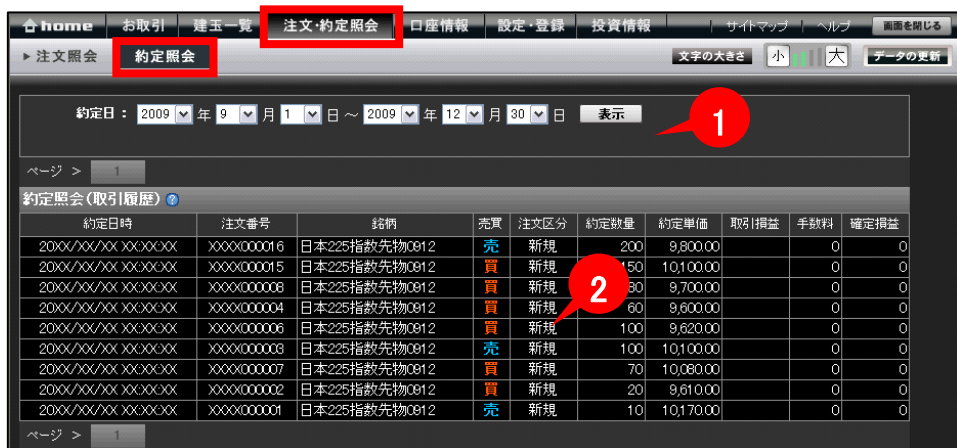 home お取引 建玉一覧 注文・約定照会 口座情報 設定・登録 投資情報 | サイトマップ | ヘルプ 画面を閉じる
▶注文照会 約定照会 文字の大きさ 小 大 データの更新
約定日： 2009 年 9 月 1 日 ～ 2009 年 12 月 30 日 表示
1
ページ > 1
約定照会(取引履歴) ?
約定日時 注文番号 銘柄 売買 注文区分 約定数量 約定単価 取引損益 手数料 確定損益
20XX/XX/XX XX:XX:XX XXXX000016 日本225指数先物0912 売 新規 200 9,800.00 0 0
20XX/XX/XX XX:XX:XX XXXX000015 日本225指数先物0912 買 新規 150 10,100.00 0 0
20XX/XX/XX XX:XX:XX XXXX000008 日本225指数先物0912 買 新規 9,700.00 0 0
2
20XX/XX/XX XX:XX:XX XXXX000004 日本225指数先物0912 買 新規 60 9,600.00 0 0
20XX/XX/XX XX:XX:XX XXXX000006 日本225指数先物0912 買 新規 100 9,620.00 0 0
20XX/XX/XX XX:XX:XX XXXX000003 日本225指数先物0912 売 新規 100 10,100.00 0 0
20XX/XX/XX XX:XX:XX XXXX000007 日本225指数先物0912 買 新規 70 10,080.00 0 0
20XX/XX/XX XX:XX:XX XXXX000002 日本225指数先物0912 買 新規 20 9,610.00 0 0
20XX/XX/XX XX:XX:XX XXXX000001 日本225指数先物0912 売 新規 10 10,170.00 0 0
ページ > 1